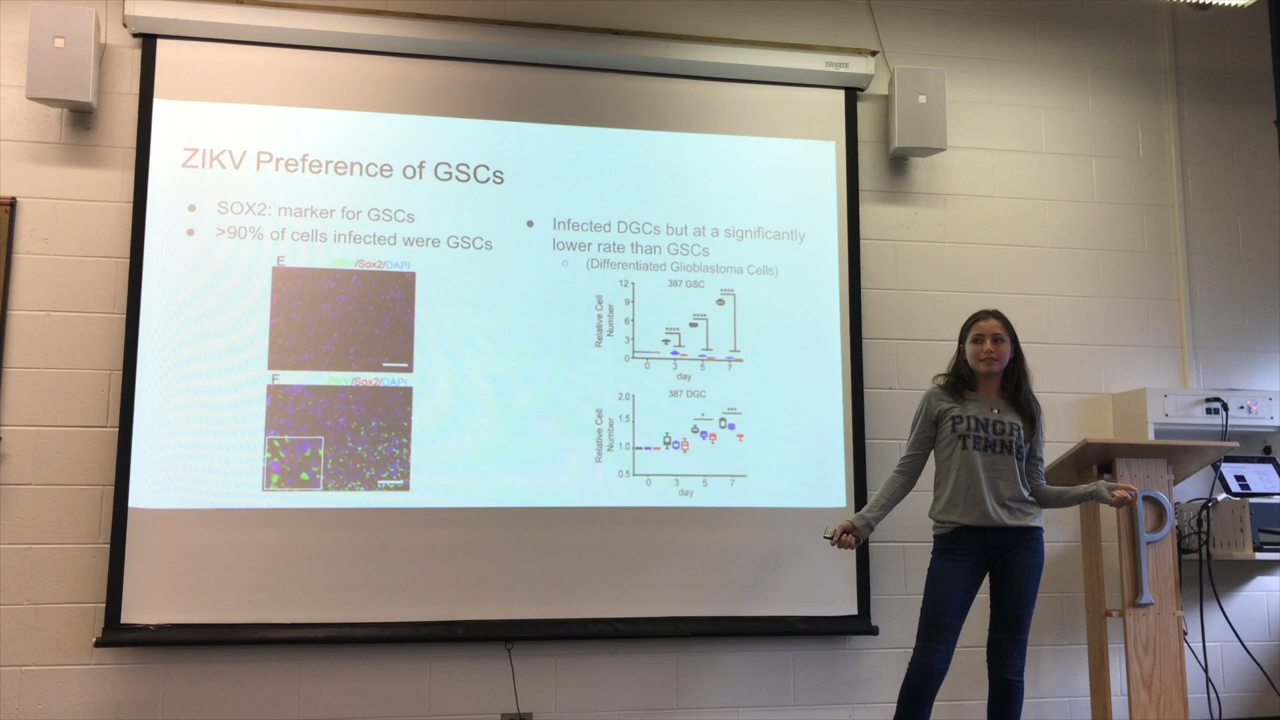 ZIKV Preference of GSCs
● SOX2: marker for GSCs
● >90% of cells infected were GSCs
E
/Sox2/DAPI
F
/Sox2/DAPI
● Infected DGCs but at a significantly
lower rate than GSCs
○ (Differentiated Glioblastoma Cells)
387 GSC
Relative Cell
Number
12
9
6
3
0
****
****
****
0 3 5 7
day
387 DGC
Relative Cell
Number
2.0
1.5
1.0
0.5
*
***
0 3 5 7
day
PINGR
TENN
P